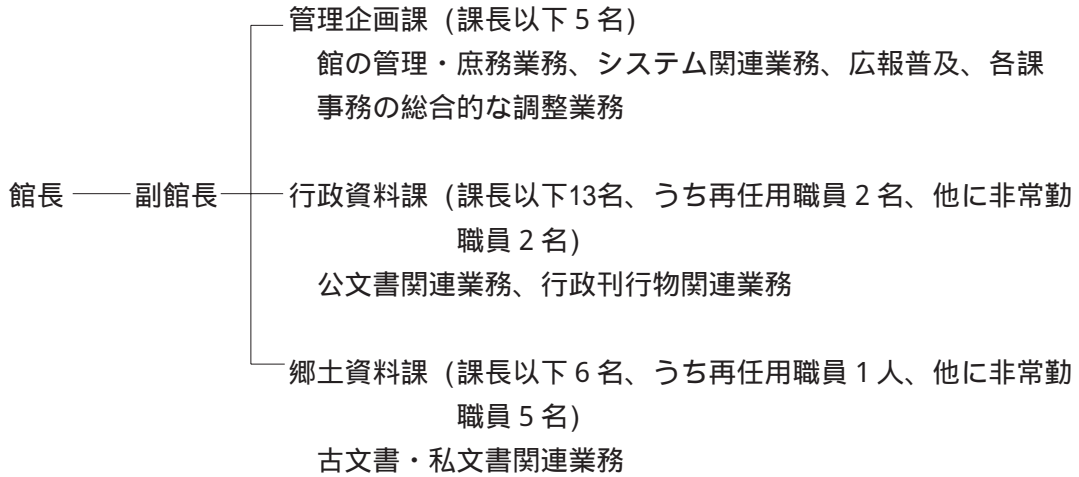 管理企画課（課長以下５名）
館の管理・庶務業務、システム関連業務、広報普及、各課
事務の総合的な調整業務
館長 副館長 行政資料課（課長以下13名、うち再任用職員２名、他に非常勤
職員２名）
公文書関連業務、行政刊行物関連業務
郷土資料課（課長以下６名、うち再任用職員１人、他に非常勤
職員５名）
古文書・私文書関連業務